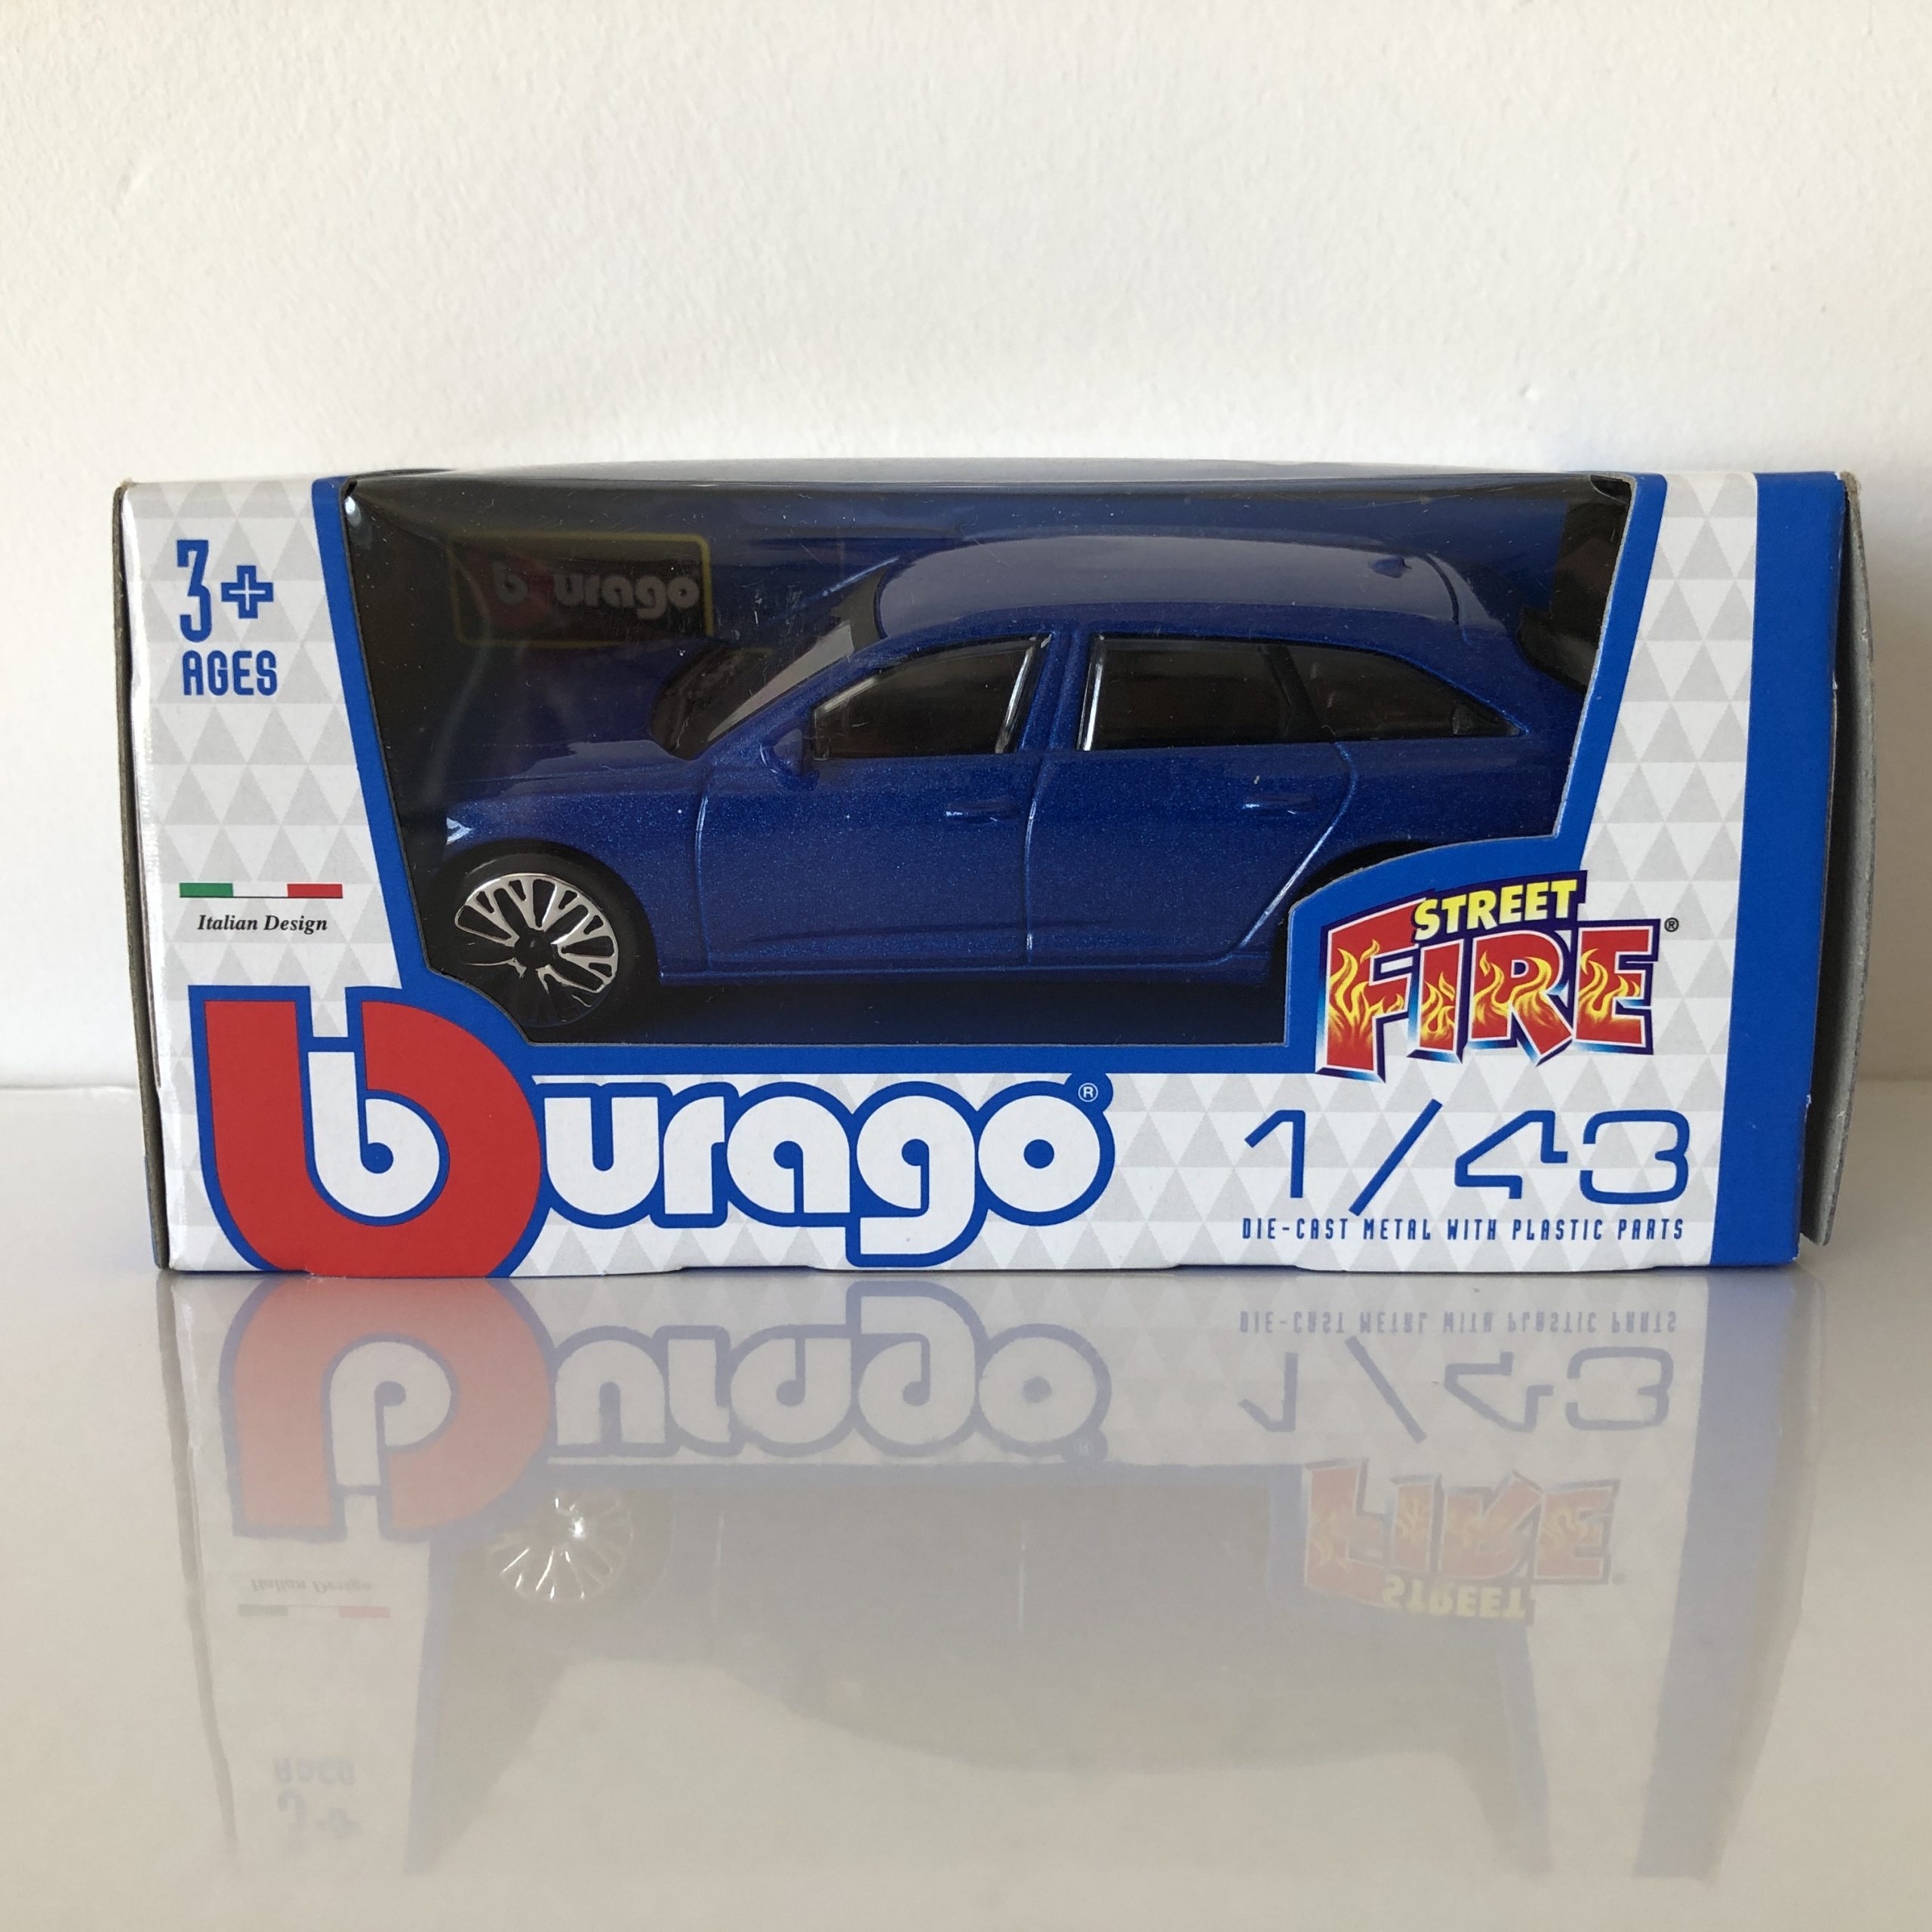 3+
AGES
burago
Italian Design
STREET
FIRE®
burago®
1/43
DIE-CAST METAL WITH PLASTIC PARTS